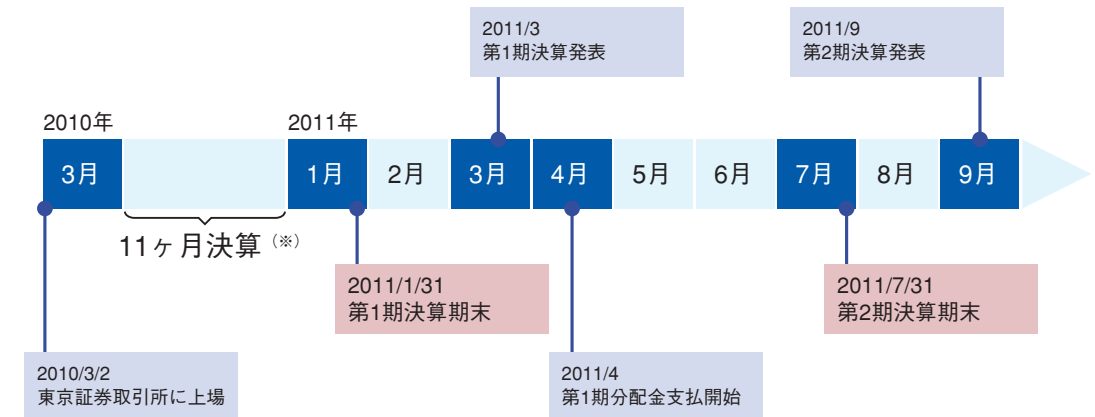 2011/3
第1期決算発表
2011/9
第2期決算発表
2010年
2011年
3月
1月
2月
3月
4月
5月
6月
7月
8月
9月
11ヶ月決算（※）
2011/1/31
第1期決算期末
2011/7/31
第2期決算期末
2010/3/2
東京証券取引所に上場
2011/4
第1期分配金支払開始